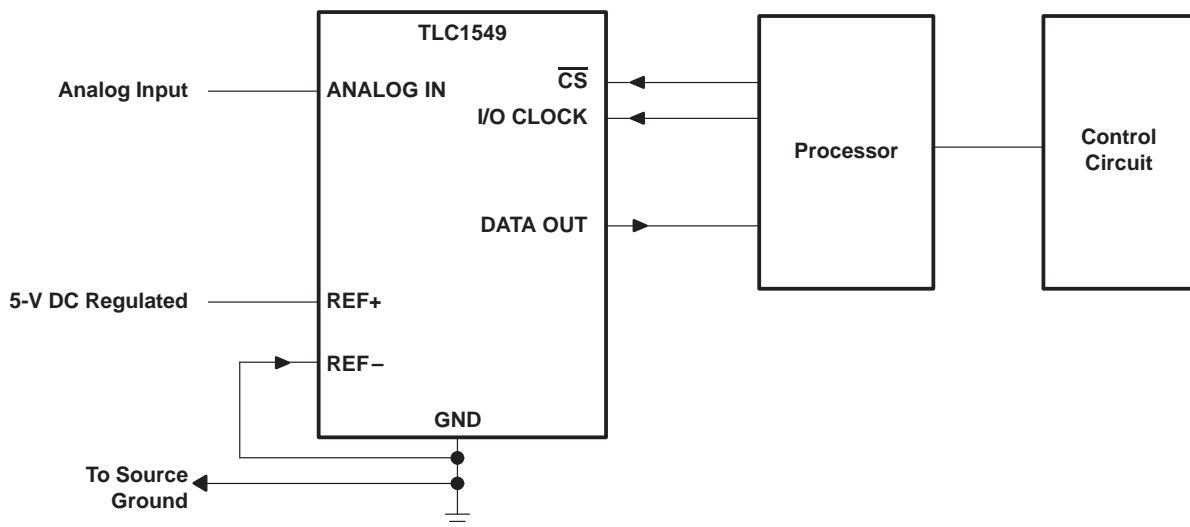 TLC1549
Analog Input
ANALOG IN
C̅S̅
I/O CLOCK
DATA OUT
Processor
Control
Circuit
5-V DC Regulated
REF+
REF–
GND
To Source
Ground